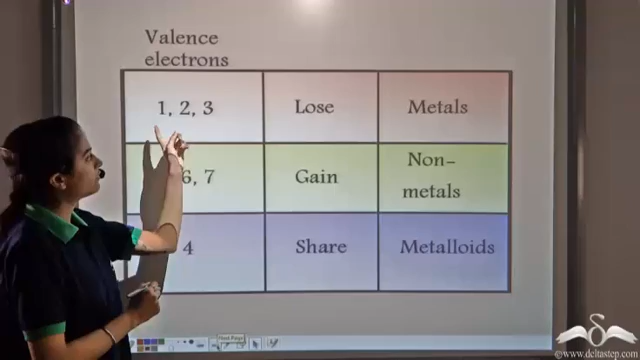 Valence
electrons
1, 2, 3 Lose Metals
6, 7 Gain Non-
metals
4 Share Metalloids
©www.deltastep.com